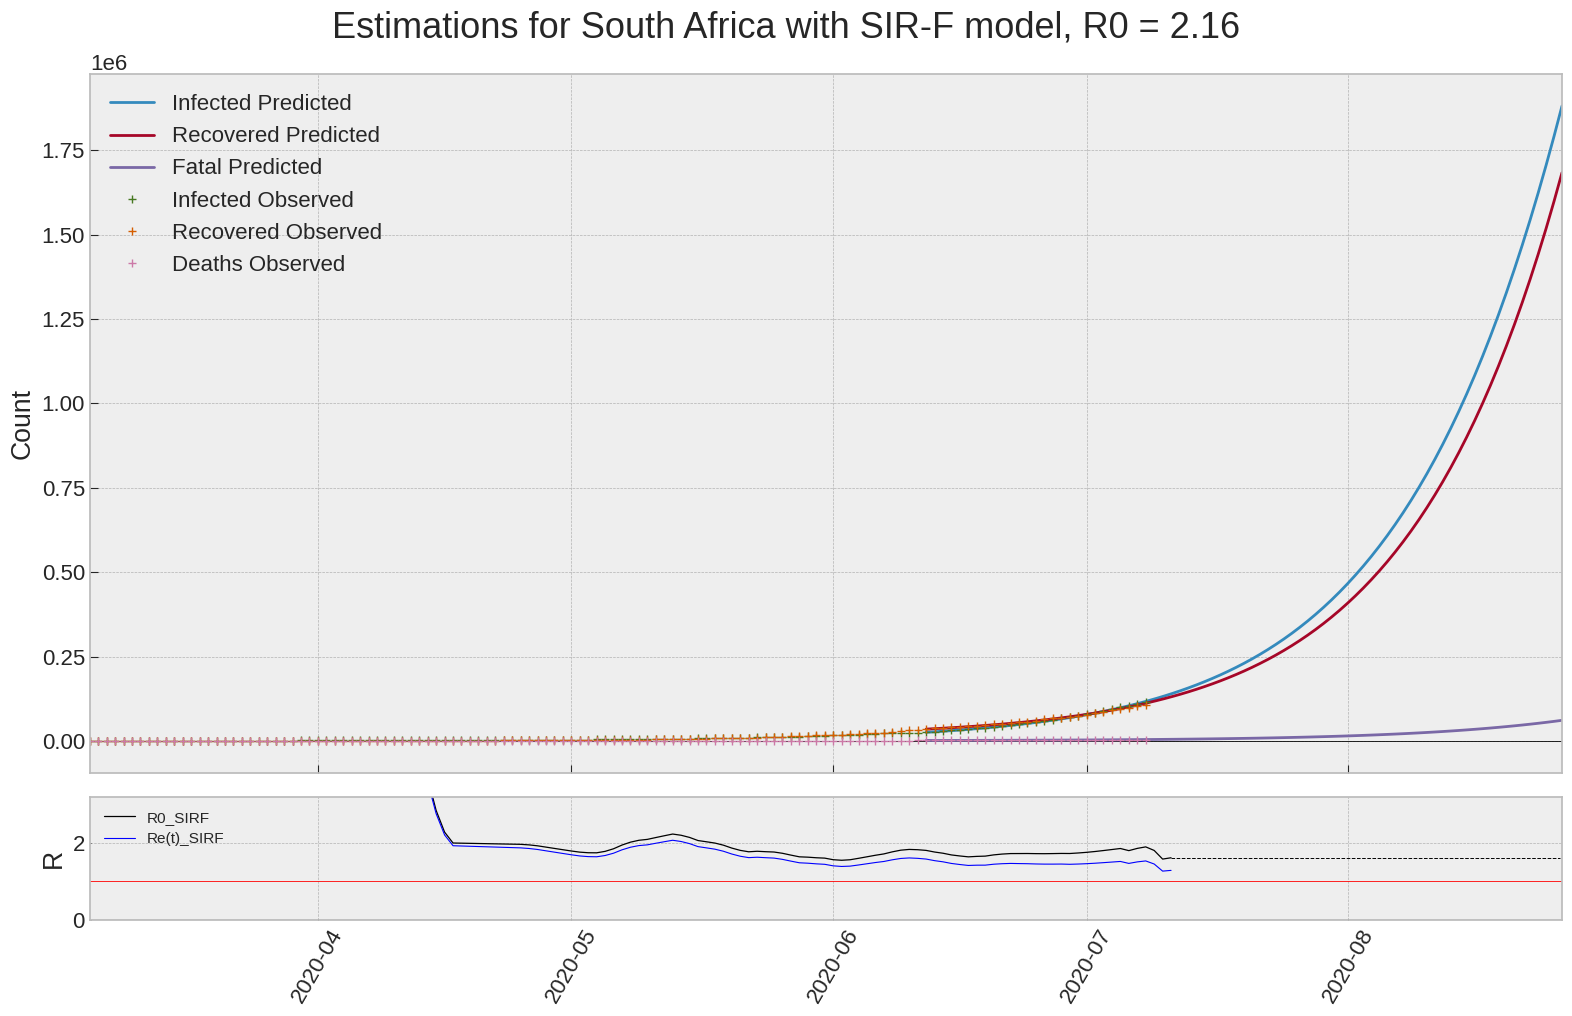 Estimations for South Africa with SIR-F model, R0 = 2.16
1e6
Infected Predicted
Recovered Predicted
Fatal Predicted
Infected Observed
Recovered Observed
Deaths Observed
1.75
1.50
1.25
1.00
0.75
0.50
0.25
0.00
Count
R0_SIRF
Re(t)_SIRF
2
0
R
2020-04
2020-05
2020-06
2020-07
2020-08